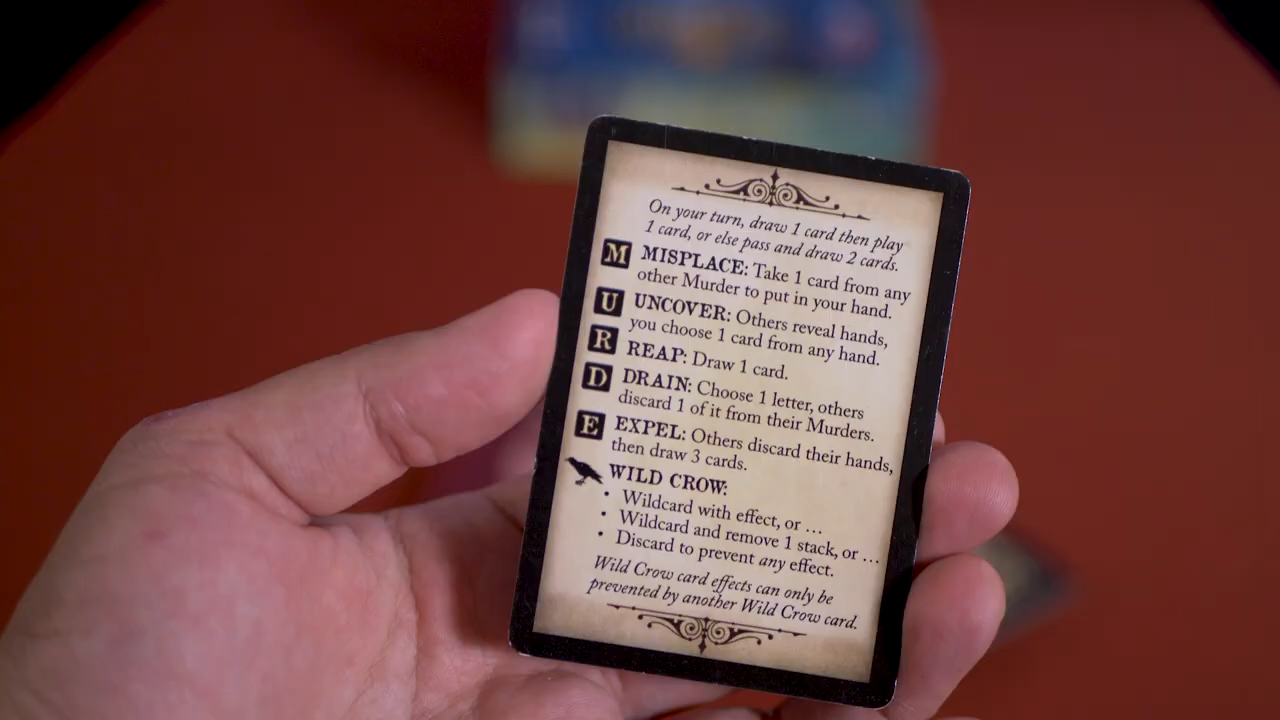 On your turn, draw 1 card then play
1 card, or else pass and draw 2 cards.
M MISPLACE: Take 1 card from any
other Murder to put in your hand.
U UNCOVER: Others reveal hands,
you choose 1 card from any hand.
R REAP: Draw 1 card.
D DRAIN: Choose 1 letter, others
discard 1 of it from their Murders.
E EXPEL: Others discard their hands,
then draw 3 cards.
WILD CROW:
• Wildcard with effect, or …
• Wildcard and remove 1 stack, or …
• Discard to prevent any effect.
Wild Crow card effects can only be
prevented by another Wild Crow card.